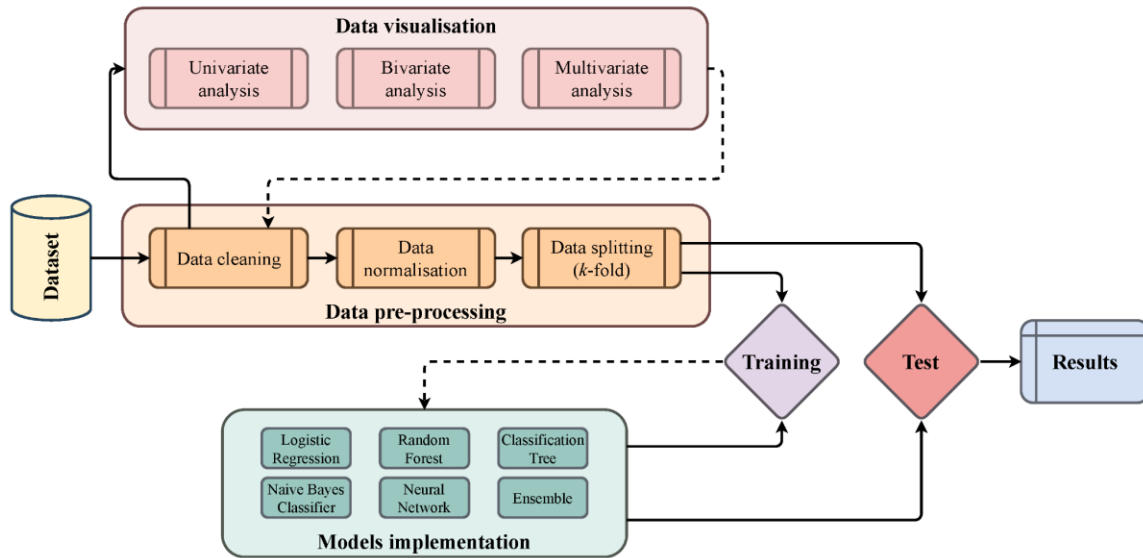 Data visualisation
Univariate
analysis
Bivariate
analysis
Multivariate
analysis
Dataset
Data cleaning
Data
normalisation
Data splitting
(k-fold)
Data pre-processing
Training
Test
Results
Logistic
Regression
Random
Forest
Classification
Tree
Naive Bayes
Classifier
Neural
Network
Ensemble
Models implementation